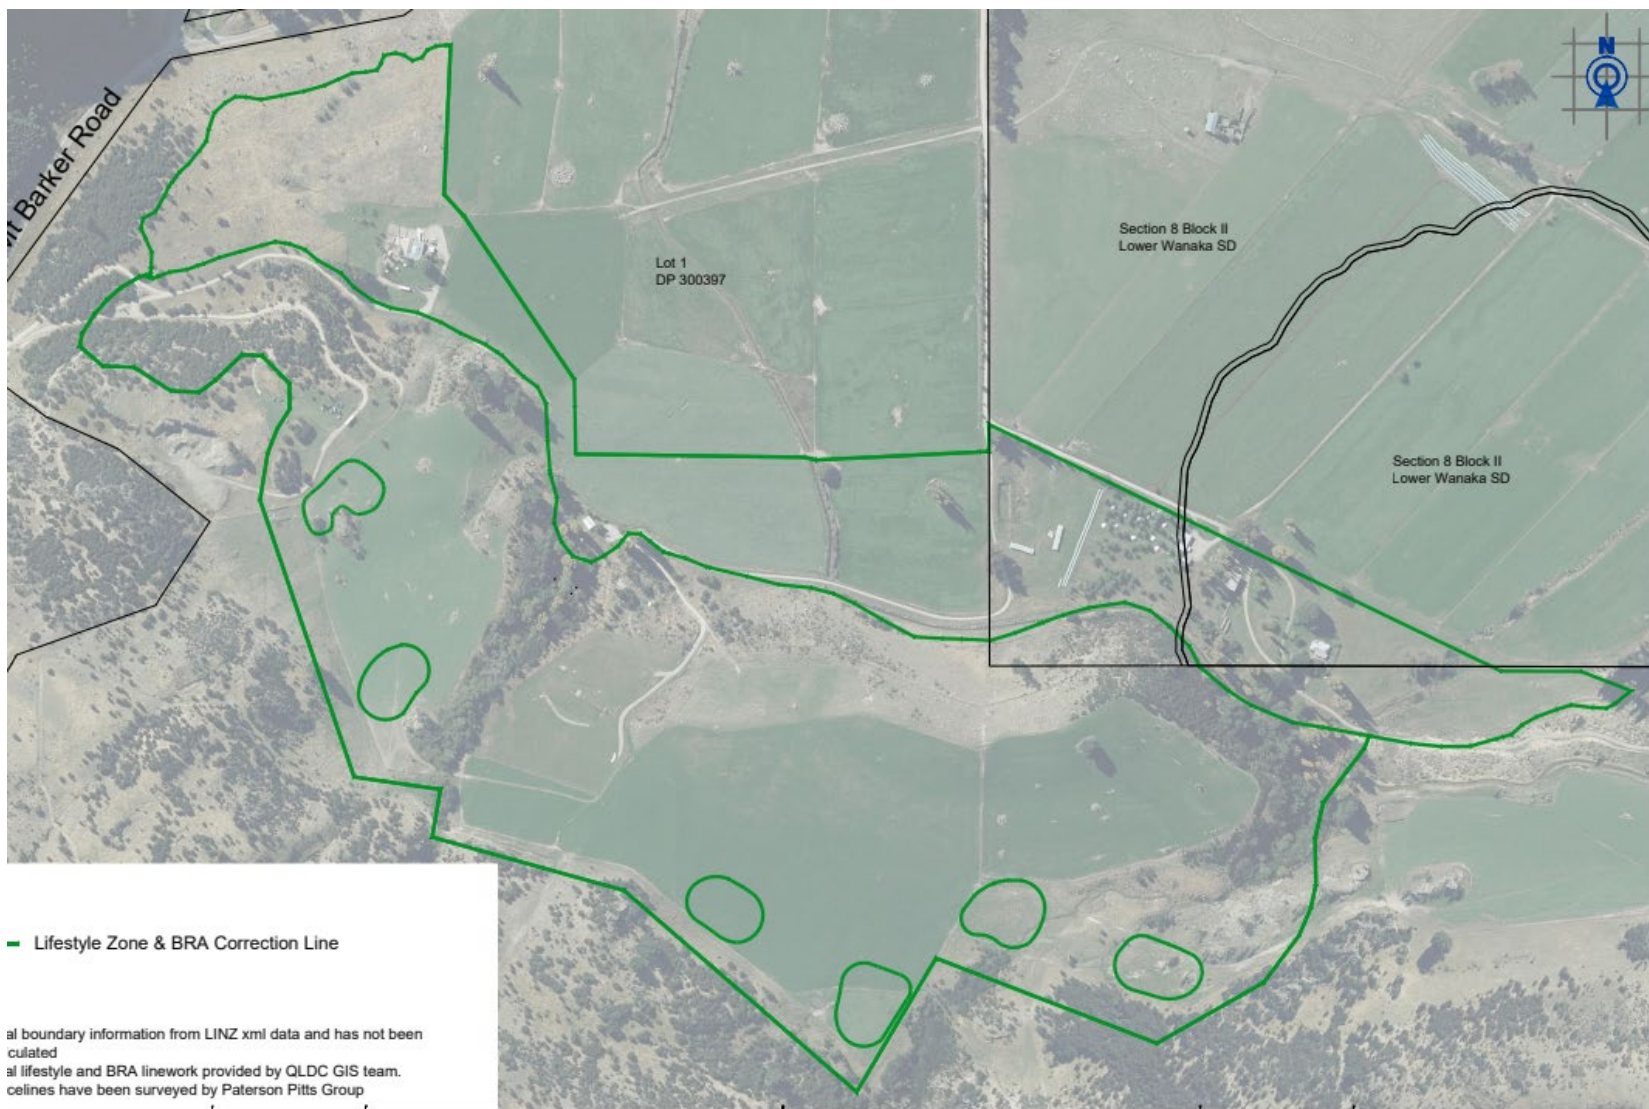 N
Mt Barker Road
Section 8 Block II
Lower Wanaka SD
Lot 1
DP 300397
Section 8 Block II
Lower Wanaka SD
Lifestyle Zone & BRA Correction Line
al boundary information from LINZ xml data and has not been
culated
al lifestyle and BRA linework provided by QLDC GIS team.
celines have been surveyed by Paterson Pitts Group